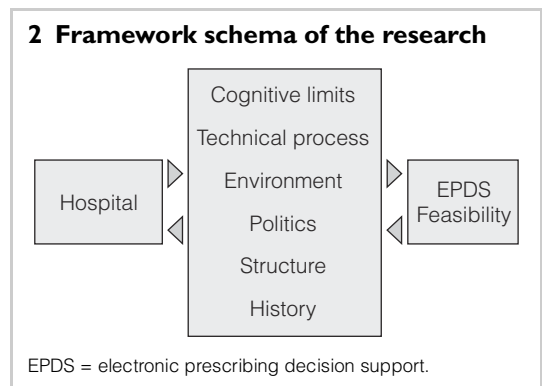 2 Framework schema of the research
Hospital
Cognitive limits
Technical process
Environment
Politics
Structure
History
EPDS
Feasibility
EPDS = electronic prescribing decision support.